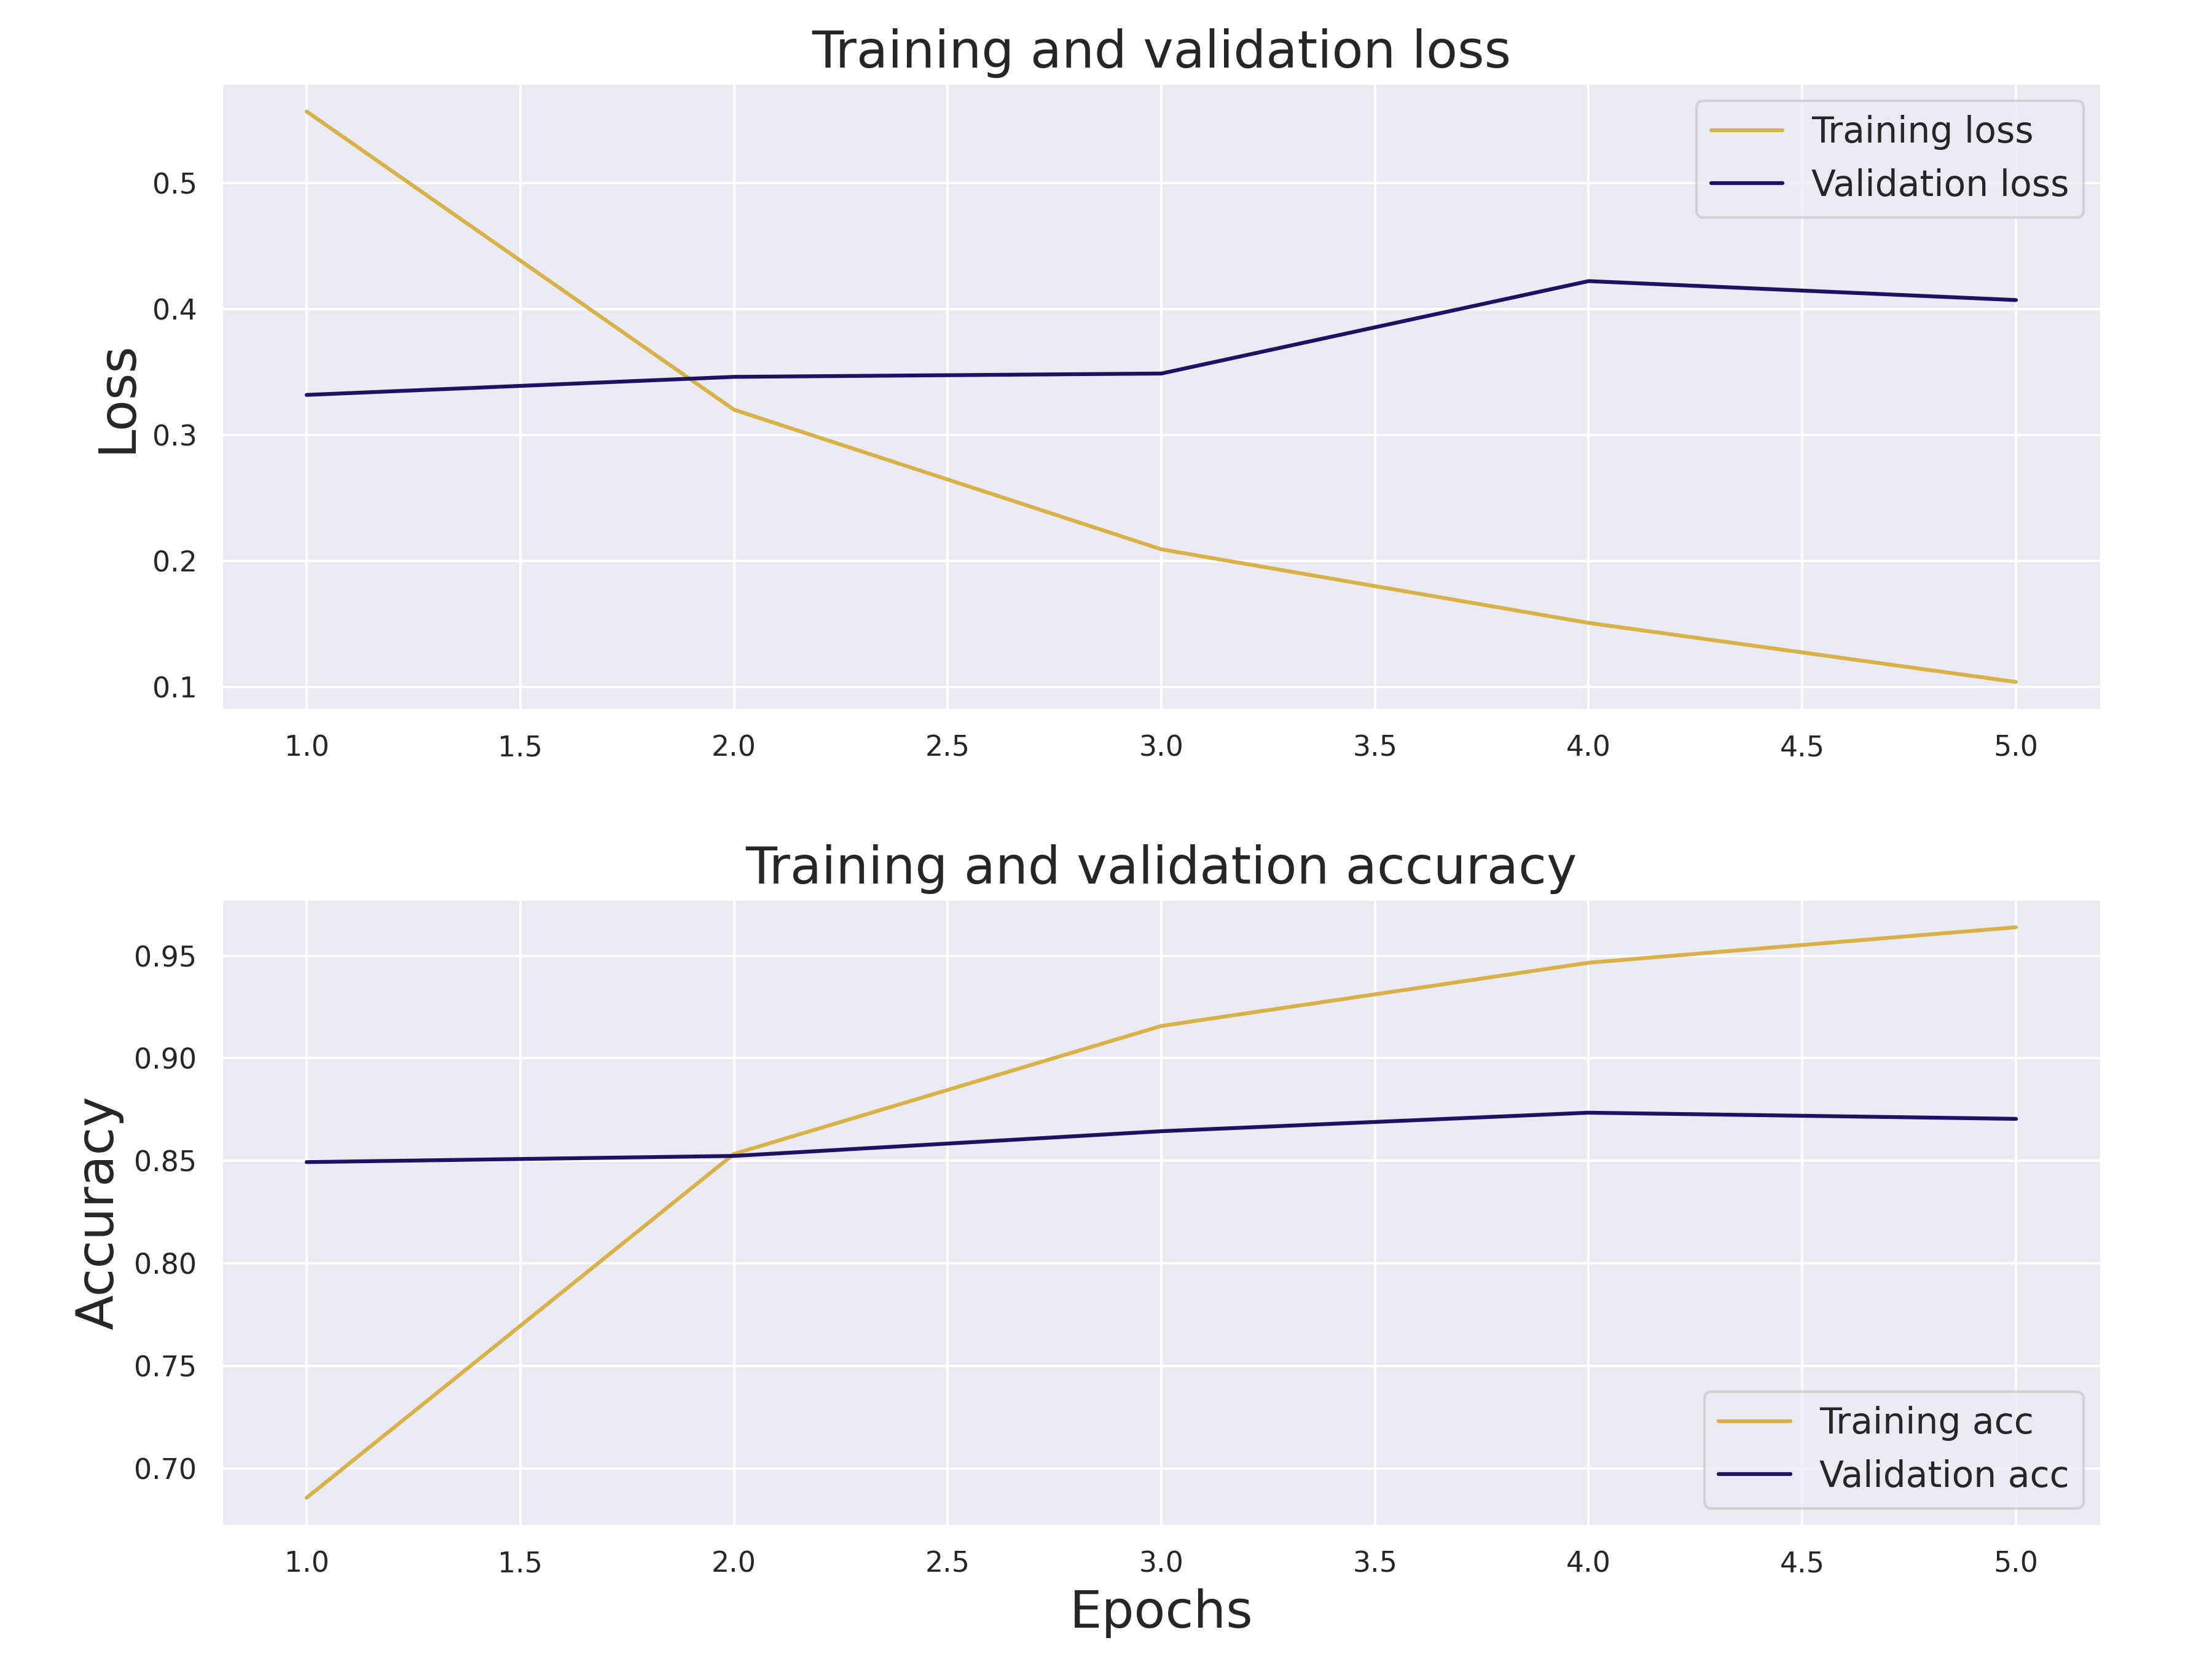 Training and validation loss
Training loss
Validation loss
Loss
0.5
0.4
0.3
0.2
0.1
1.0 1.5 2.0 2.5 3.0 3.5 4.0 4.5 5.0
Training and validation accuracy
Accuracy
0.95
0.90
0.85
0.80
0.75
0.70
Training acc
Validation acc
1.0 1.5 2.0 2.5 3.0 3.5 4.0 4.5 5.0
Epochs